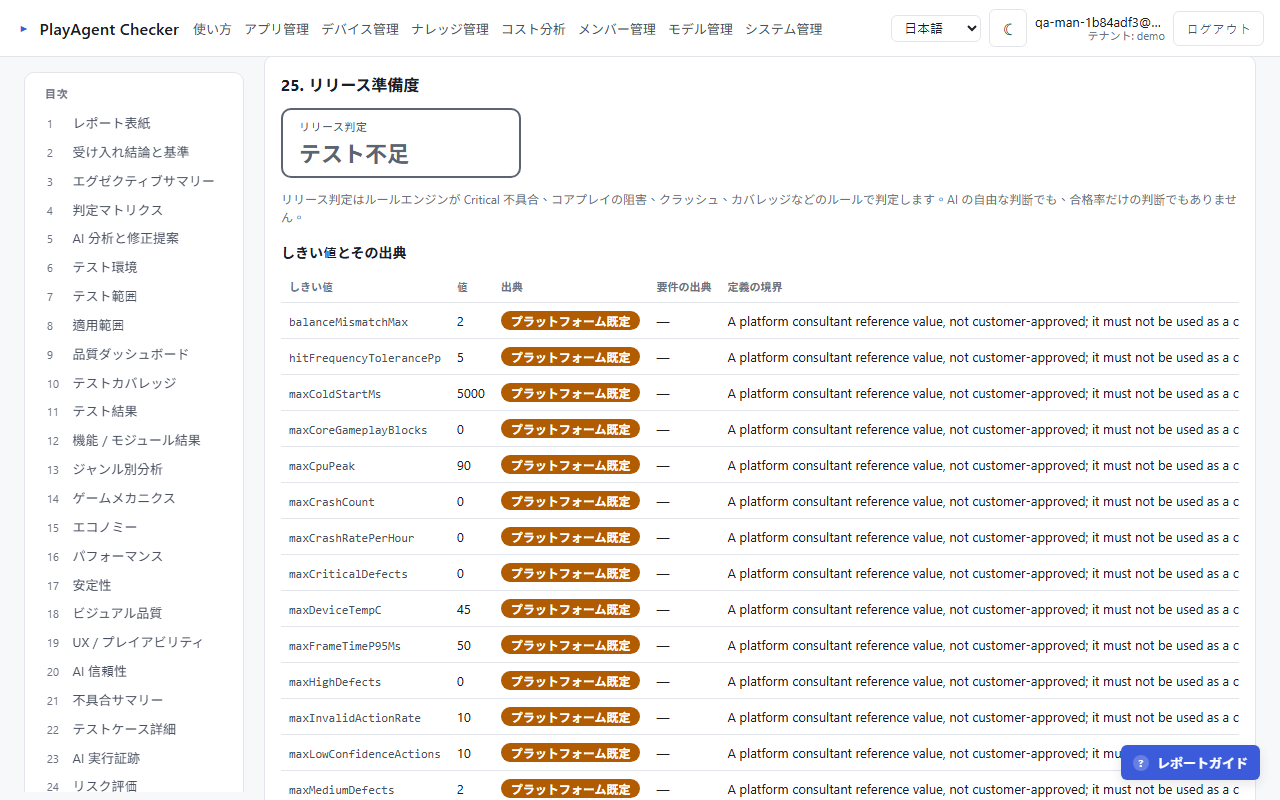 PlayAgent Checker 使い方 アプリ管理 デバイス管理 ナレッジ管理 コスト分析 メンバー管理 モデル管理 システム管理
日本語
qa-man-1b84adf3@...
テナント: demo
ログアウト
目次
1 レポート表紙
2 受け入れ結論と基準
3 エグゼクティブサマリー
4 判定マトリクス
5 AI 分析と修正提案
6 テスト環境
7 テスト範囲
8 適用範囲
9 品質ダッシュボード
10 テストカバレッジ
11 テスト結果
12 機能 / モジュール結果
13 ジャンル別分析
14 ゲームメカニクス
15 エコノミー
16 パフォーマンス
17 安定性
18 ビジュアル品質
19 UX / プレイアビリティ
20 AI 信頼性
21 不具合サマリー
22 テストケース詳細
23 AI 実行証跡
24 リスク評価
25. リリース準備度
リリース判定
テスト不足
リリース判定はルールエンジンが Critical 不具合、コアプレイの阻害、クラッシュ、カバレッジなどのルールで判定します。AI の自由な判断でも、合格率だけの判断でもありませ
ん。
しきい値とその出典
しきい値 値 出典 要件の出典 定義の境界
balanceMismatchMax 2 プラットフォーム既定 — A platform consultant reference value, not customer-approved; it must not be used as a c
hitFrequencyTolerancePp 5 プラットフォーム既定 — A platform consultant reference value, not customer-approved; it must not be used as a c
maxColdStartMs 5000 プラットフォーム既定 — A platform consultant reference value, not customer-approved; it must not be used as a c
maxCoreGameplayBlocks 0 プラットフォーム既定 — A platform consultant reference value, not customer-approved; it must not be used as a c
maxCpuPeak 90 プラットフォーム既定 — A platform consultant reference value, not customer-approved; it must not be used as a c
maxCrashCount 0 プラットフォーム既定 — A platform consultant reference value, not customer-approved; it must not be used as a c
maxCrashRatePerHour 0 プラットフォーム既定 — A platform consultant reference value, not customer-approved; it must not be used as a c
maxCriticalDefects 0 プラットフォーム既定 — A platform consultant reference value, not customer-approved; it must not be used as a c
maxDeviceTempC 45 プラットフォーム既定 — A platform consultant reference value, not customer-approved; it must not be used as a c
maxFrameTimeP95Ms 50 プラットフォーム既定 — A platform consultant reference value, not customer-approved; it must not be used as a c
maxHighDefects 0 プラットフォーム既定 — A platform consultant reference value, not customer-approved; it must not be used as a c
maxInvalidActionRate 10 プラットフォーム既定 — A platform consultant reference value, not customer-approved; it must not be used as a c
maxLowConfidenceActions 10 プラットフォーム既定 — A platform consultant reference value, not customer-approved; it mu
maxMediumDefects 2 プラットフォーム既定 — A platform consultant reference value, not customer-approved; it must not be used as a c
? レポートガイド